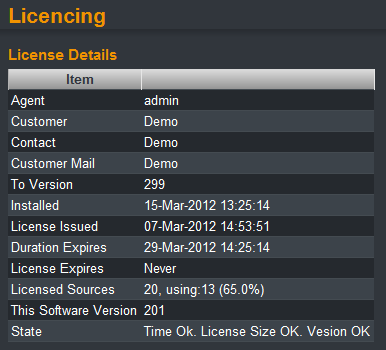 Licencing
License Details
Item
Agent admin
Customer Demo
Contact Demo
Customer Mail Demo
To Version 299
Installed 15-Mar-2012 13:25:14
License Issued 07-Mar-2012 14:53:51
Duration Expires 29-Mar-2012 14:25:14
License Expires Never
Licensed Sources 20, using:13 (65.0%)
This Software Version 201
State Time Ok. License Size OK. Vesion OK